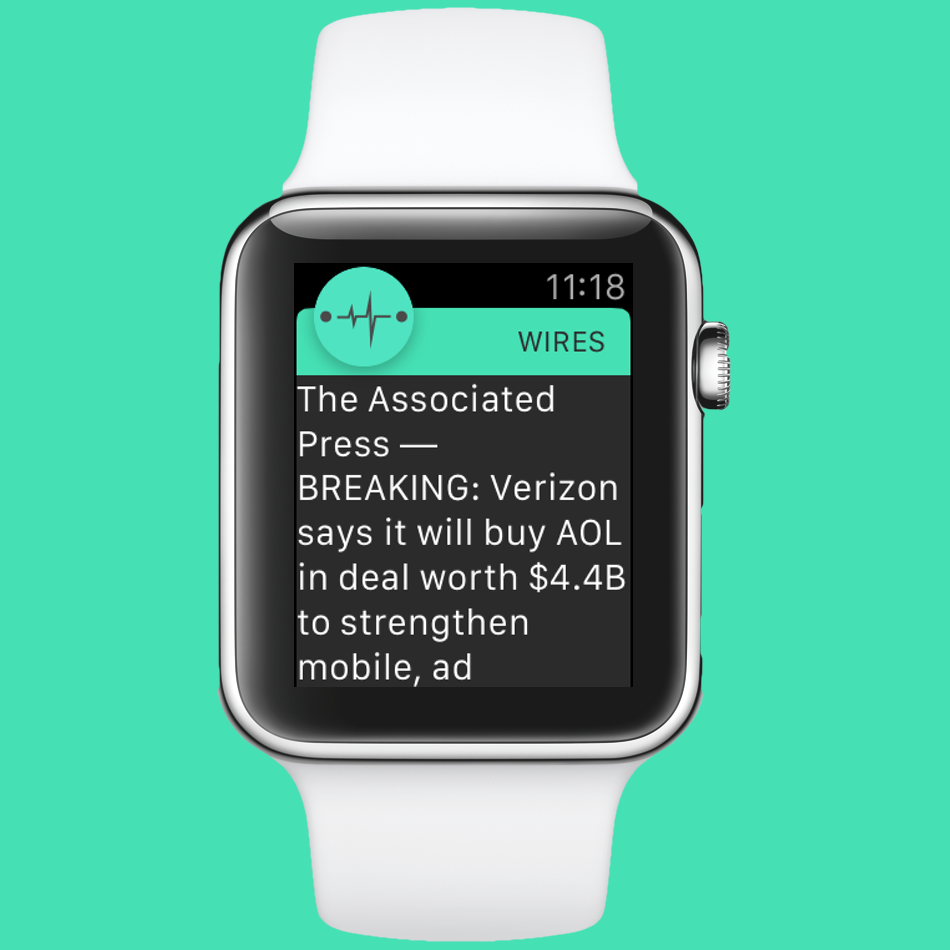 11:18
WIRES
The Associated
Press —
BREAKING: Verizon
says it will buy AOL
in deal worth $4.4B
to strengthen
mobile, ad